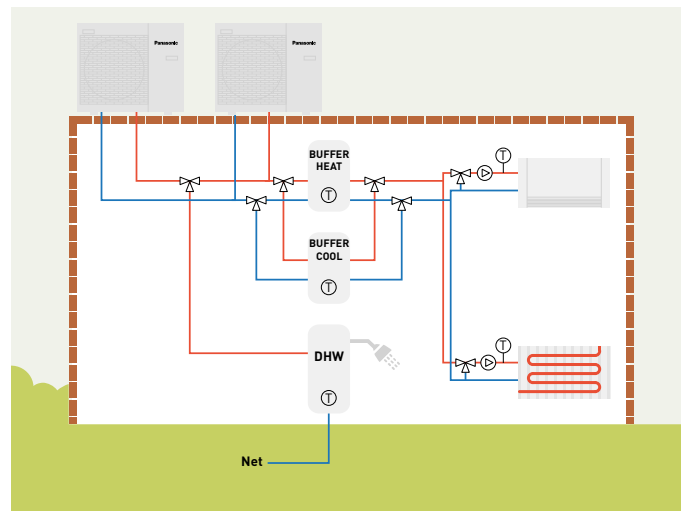 Panasonic
Panasonic
BUFFER
HEAT
T
T
BUFFER
COOL
T
DHW
T
T
Net